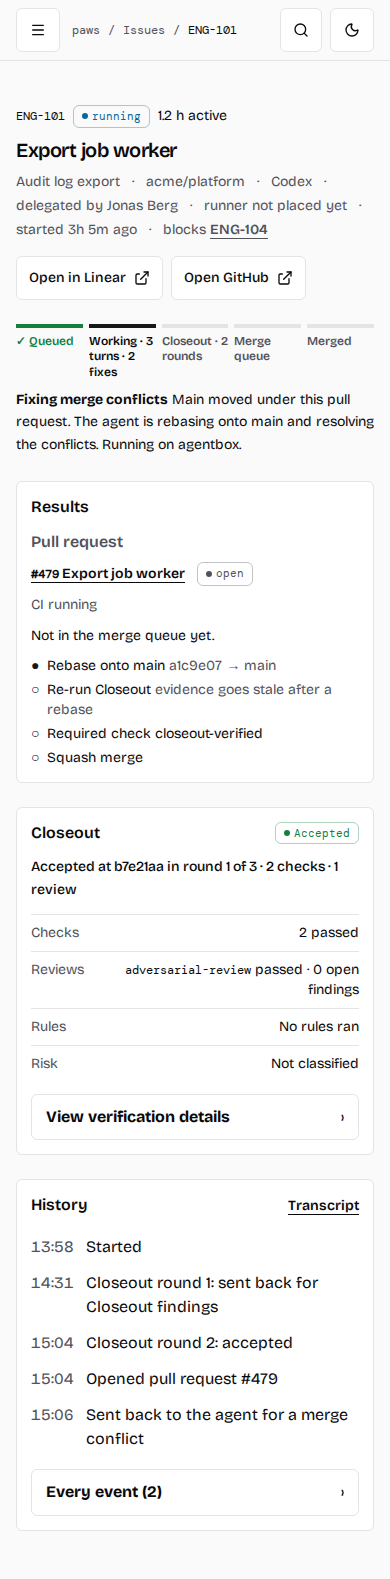 paws / Issues / ENG-101
ENG-101 running 1.2 h active
Export job worker
Audit log export · acme/platform · Codex ·
delegated by Jonas Berg · runner not placed yet ·
started 3h 5m ago · blocks ENG-104
Open in Linear
Open GitHub
✓ Queued
Working · 3 turns · 2 fixes
Closeout · 2 rounds
Merge queue
Merged
Fixing merge conflicts Main moved under this pull
request. The agent is rebasing onto main and resolving
the conflicts. Running on agentbox.
Results
Pull request
#479 Export job worker open
CI running
Not in the merge queue yet.
● Rebase onto main a1c9e07 → main
○ Re-run Closeout evidence goes stale after a
rebase
○ Required check closeout-verified
○ Squash merge
Closeout Accepted
Accepted at b7e21aa in round 1 of 3 · 2 checks · 1
review
Checks 2 passed
Reviews adversarial-review passed · 0 open
findings
Rules No rules ran
Risk Not classified
View verification details ›
History Transcript
13:58 Started
14:31 Closeout round 1: sent back for
Closeout findings
15:04 Closeout round 2: accepted
15:04 Opened pull request #479
15:06 Sent back to the agent for a merge
conflict
Every event (2) ›